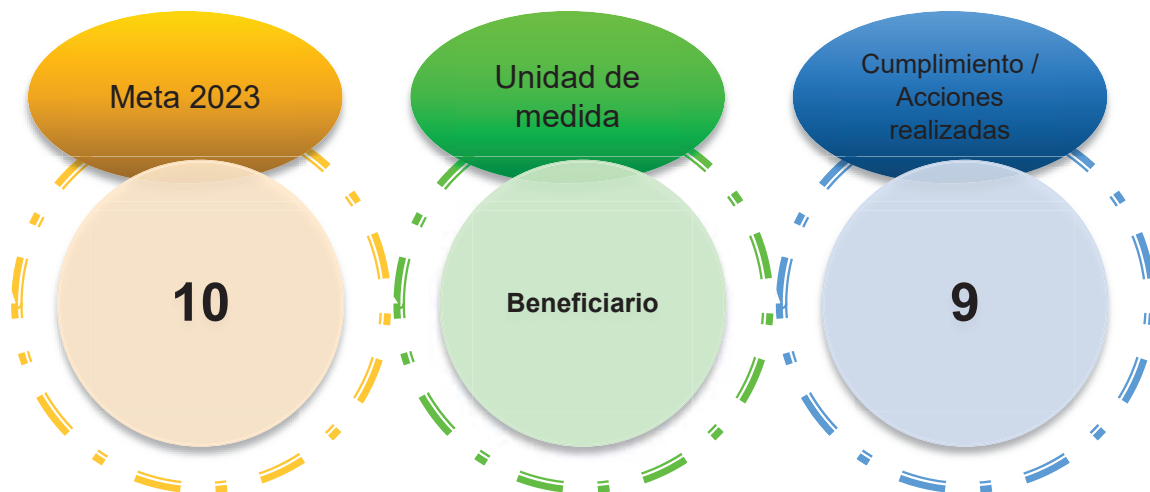 Meta 2023
Unidad de
medida
Cumplimiento /
Acciones
realizadas
10
Beneficiario
9